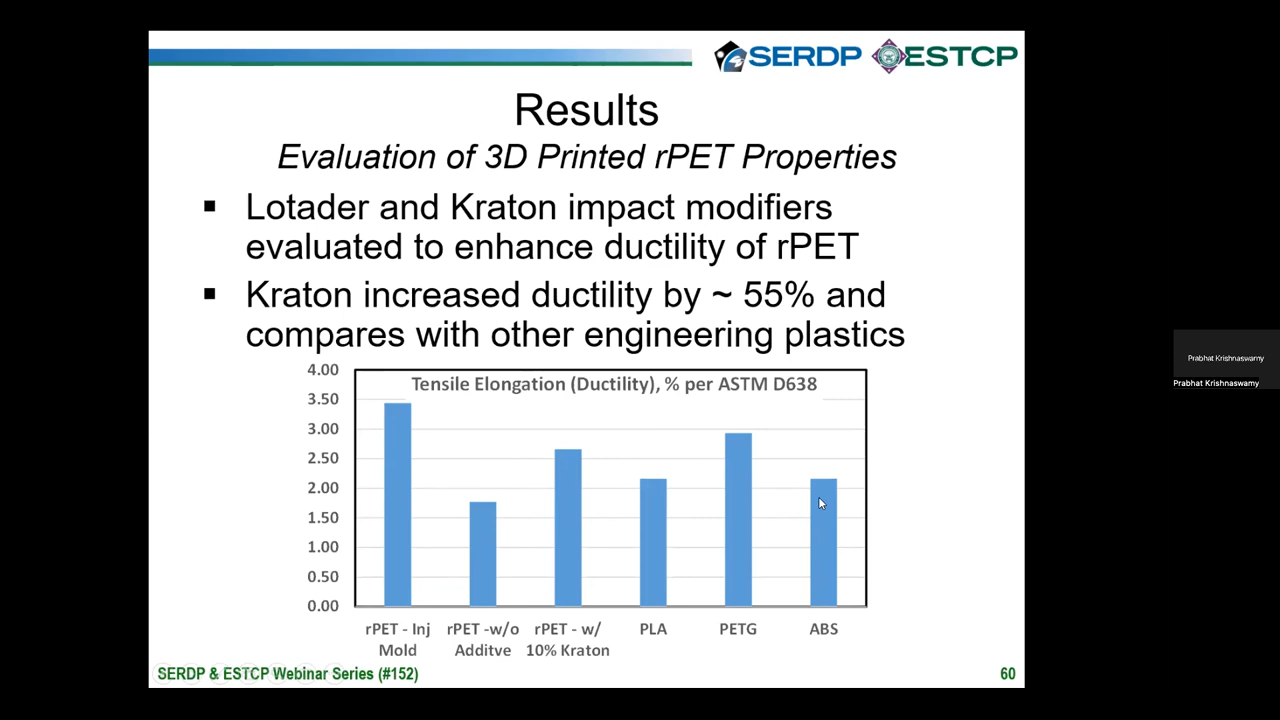 SERDP ESTCP
Results
Evaluation of 3D Printed rPET Properties
▪ Lotader and Kraton impact modifiers
evaluated to enhance ductility of rPET
▪ Kraton increased ductility by ~ 55% and
compares with other engineering plastics
Tensile Elongation (Ductility), % per ASTM D638
4.00
3.50
3.00
2.50
2.00
1.50
1.00
0.50
0.00
rPET - Inj
Mold
rPET -w/o
Additve
rPET - w/
10% Kraton
PLA
PETG
ABS
SERDP & ESTCP Webinar Series (#152)
60
Prabhat Krishnaswamy
Prabhat Krishnaswamy